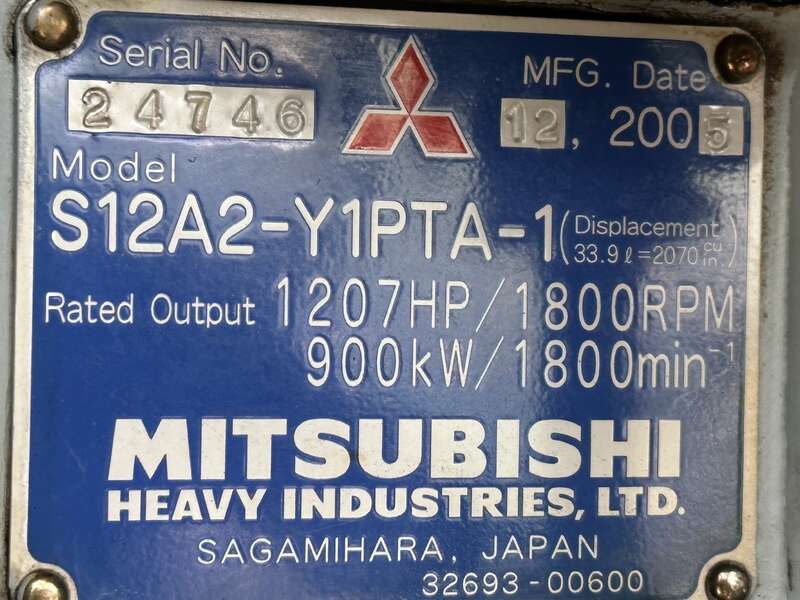 Serial No.
24746
MFG. Date
12, 2005
Model
S12A2-Y1PTA-1 (Displacement 33.9ℓ=2070 cu in.)
Rated Output 1207HP/1800RPM
900kW/1800min⁻¹
MITSUBISHI
HEAVY INDUSTRIES, LTD.
SAGAMIHARA, JAPAN
32693-00600